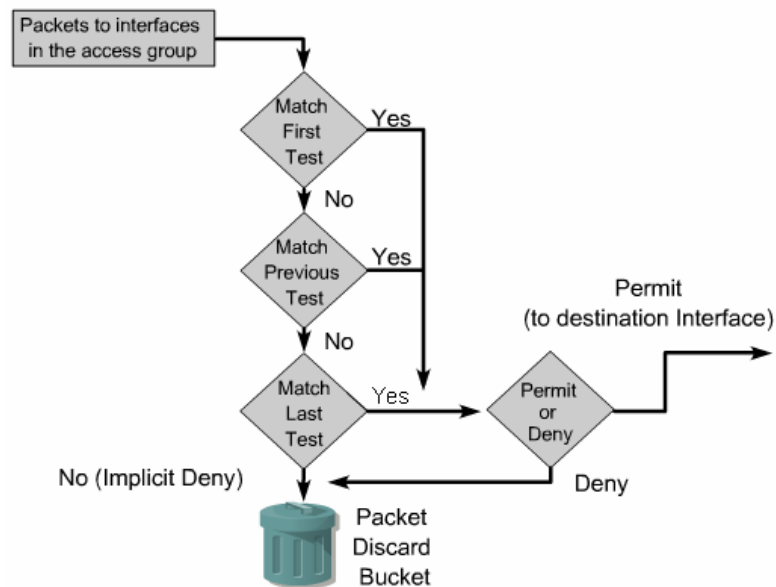 Packets to interfaces
in the access group
Match
First
Test
Yes
No
Match
Previous
Test
Yes
No
Match
Last
Test
Yes
Permit
or
Deny
Permit
(to destination Interface)
No (Implicit Deny)
Deny
Packet
Discard
Bucket